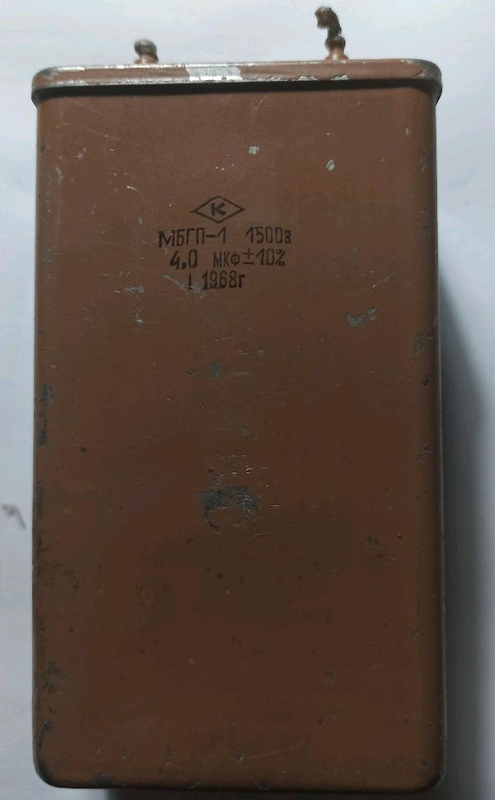 К
МБГП-1 1500в
4,0 мкф ±10%
I 1968г